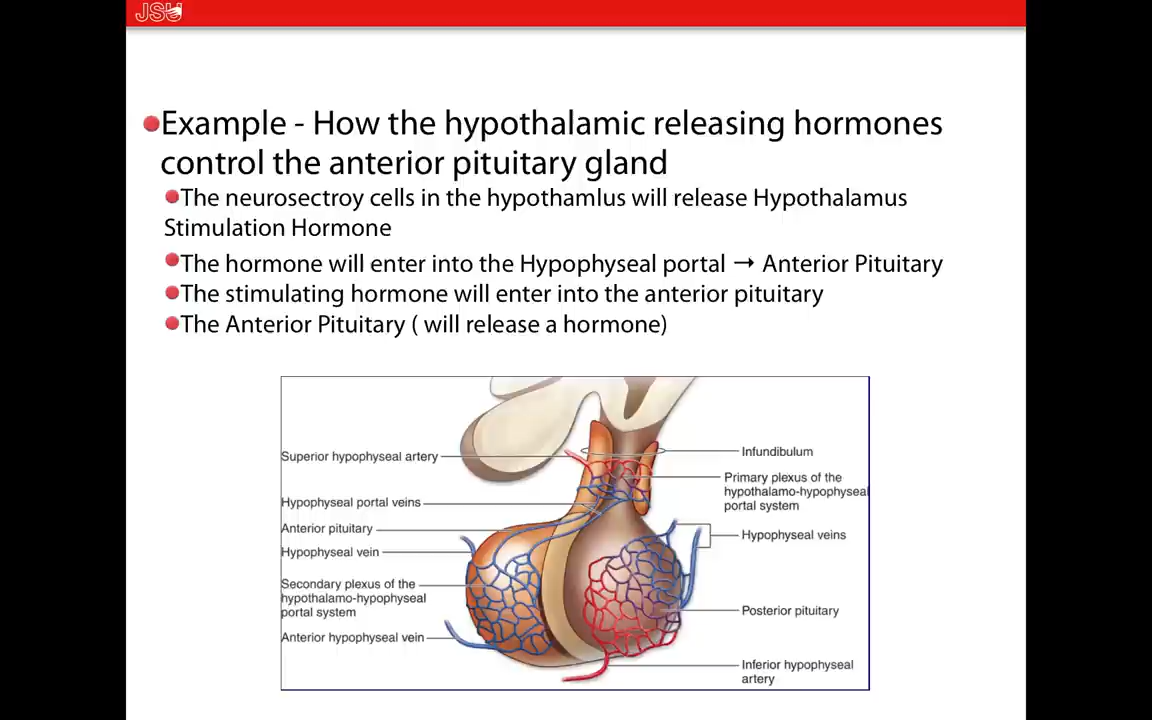 JSU
Example - How the hypothalamic releasing hormones
control the anterior pituitary gland
The neurosectroy cells in the hypothamlus will release Hypothalamus
Stimulation Hormone
The hormone will enter into the Hypophyseal portal → Anterior Pituitary
The stimulating hormone will enter into the anterior pituitary
The Anterior Pituitary ( will release a hormone)
Superior hypophyseal artery
Hypophyseal portal veins
Anterior pituitary
Hypophyseal vein
Secondary plexus of the
hypothalamo-hypophyseal
portal system
Anterior hypophyseal vein
Infundibulum
Primary plexus of the
hypothalamo-hypophyseal
portal system
Hypophyseal veins
Posterior pituitary
Inferior hypophyseal
artery